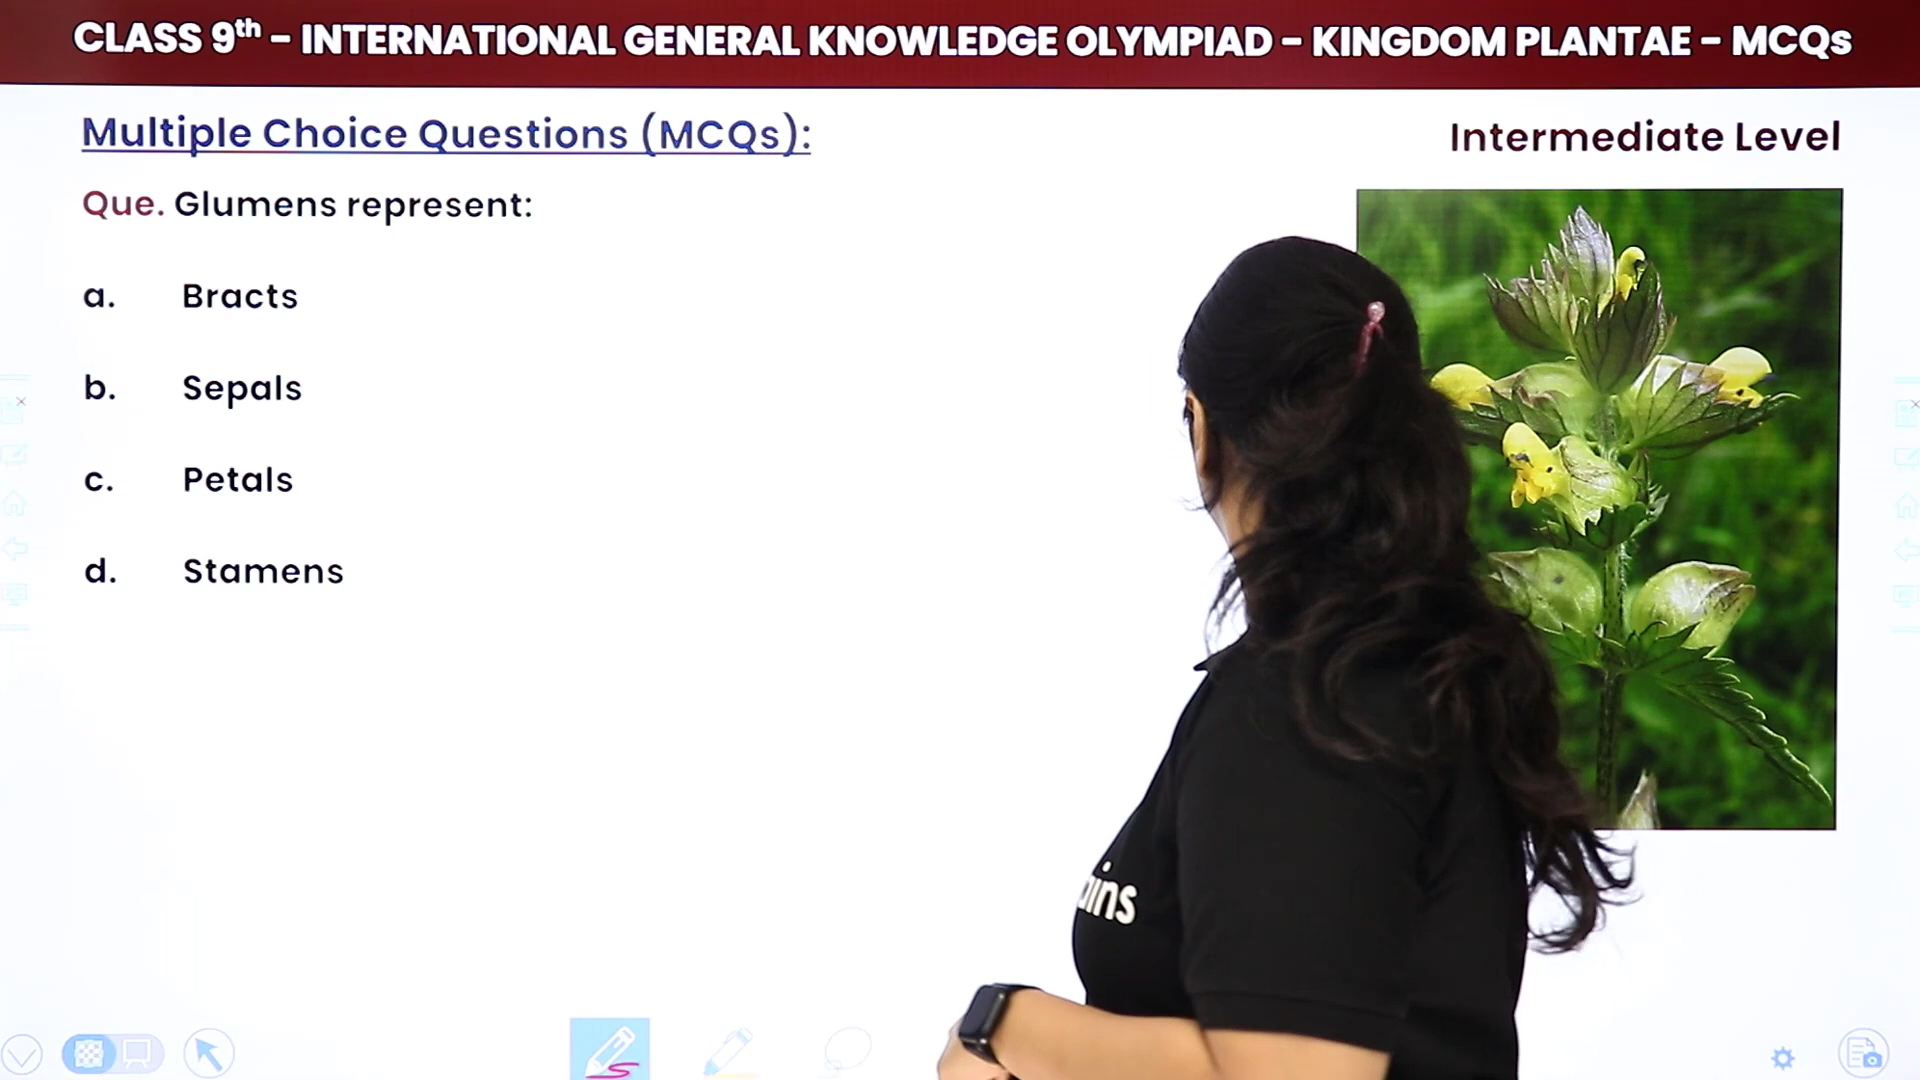 CLASS 9th – INTERNATIONAL GENERAL KNOWLEDGE OLYMPIAD – KINGDOM PLANTAE – MCQs
Multiple Choice Questions (MCQs):
Intermediate Level
Que. Glumens represent:
a. Bracts
b. Sepals
c. Petals
d. Stamens